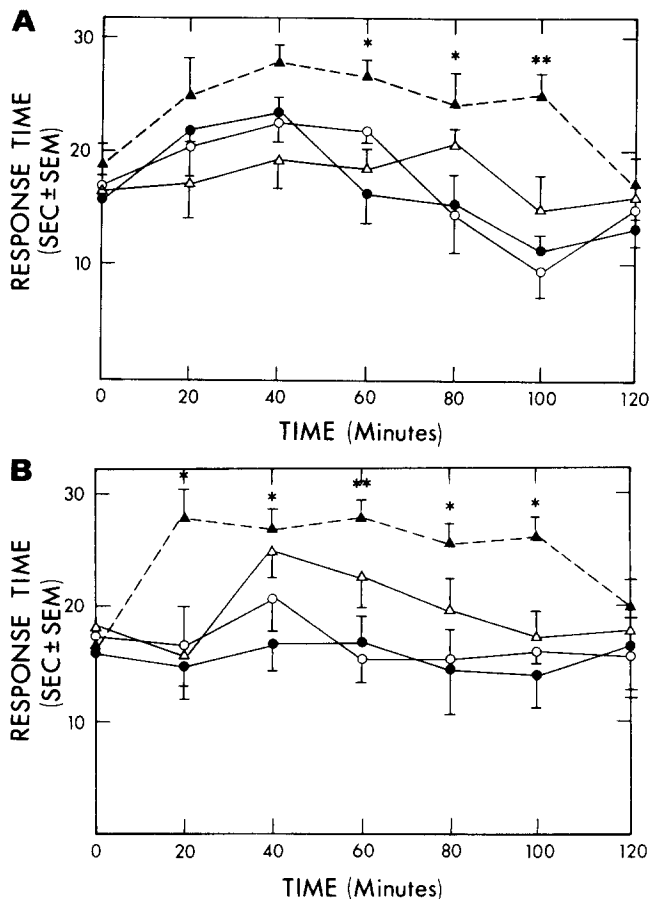 A
30
20
10
RESPONSE TIME
(SEC ± SEM)
* * **
0 20 40 60 80 100 120
TIME (Minutes)
B
30
20
10
RESPONSE TIME
(SEC ± SEM)
* * ** * *
0 20 40 60 80 100 120
TIME (Minutes)